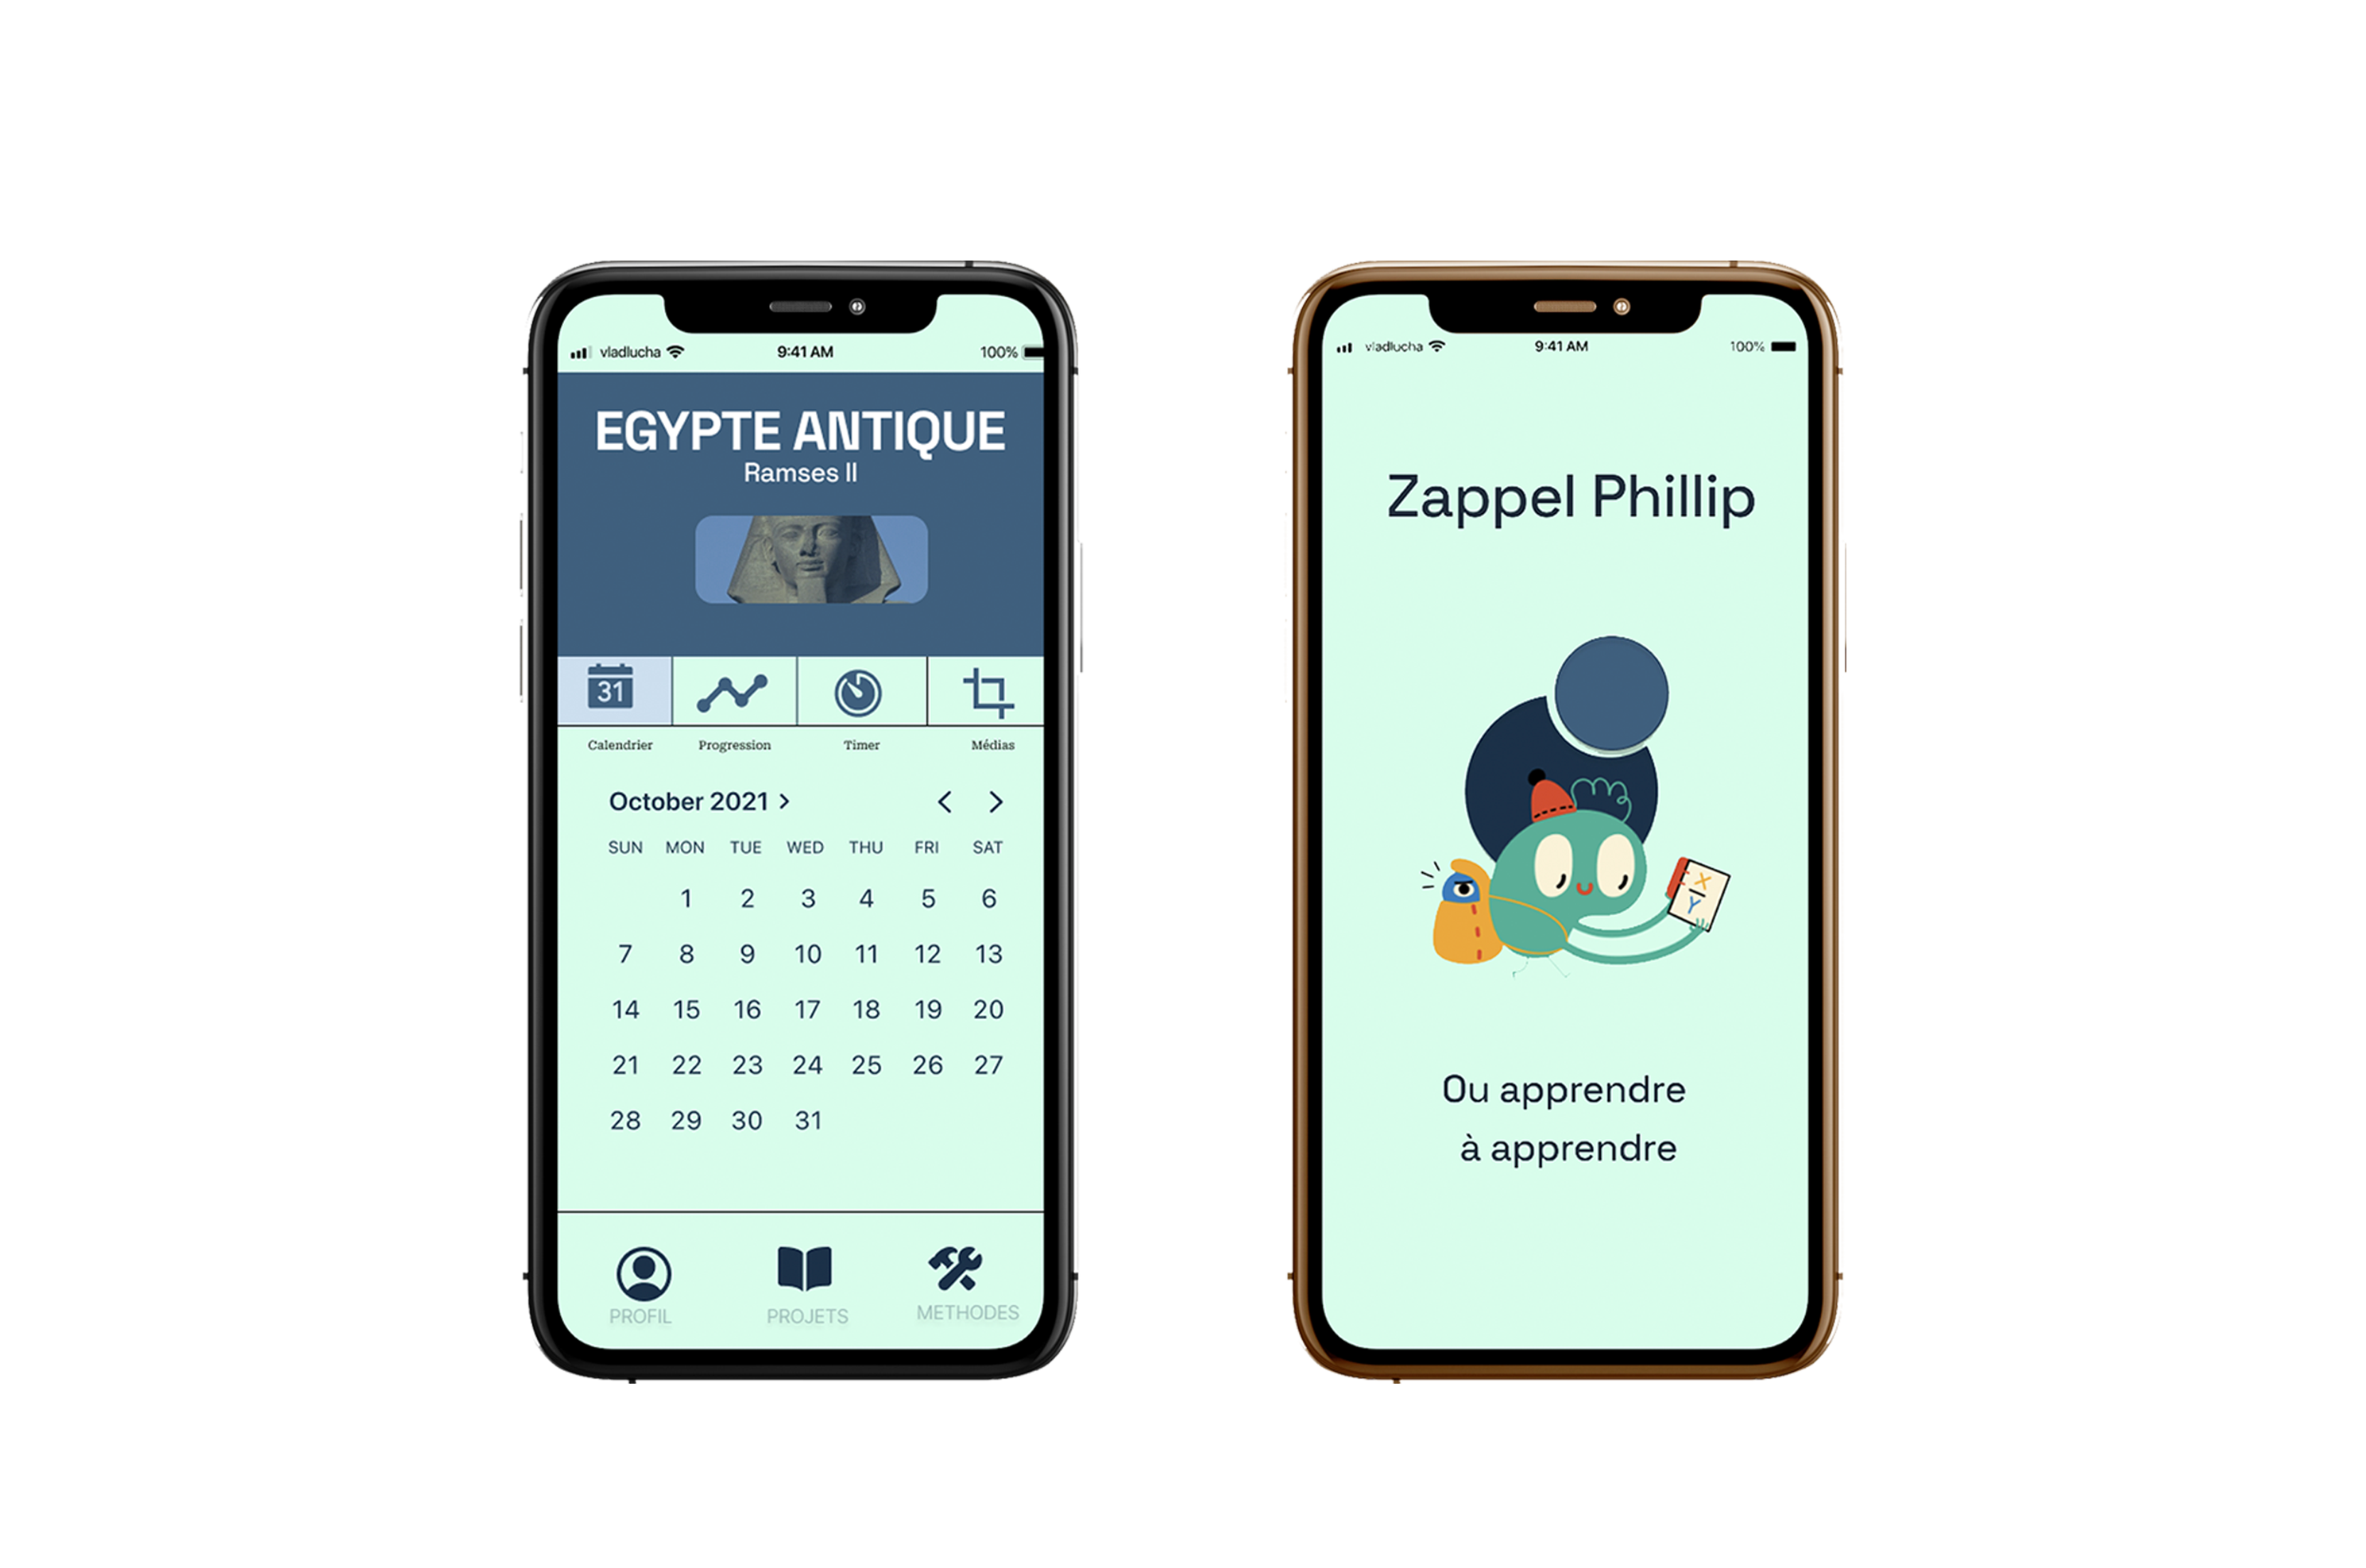 vladlucha 9:41 AM 100%
EGYPTE ANTIQUE
Ramses II
31
Calendrier Progression Timer Médias
October 2021 >
SUN MON TUE WED THU FRI SAT
1 2 3 4 5 6
7 8 9 10 11 12 13
14 15 16 17 18 19 20
21 22 23 24 25 26 27
28 29 30 31
PROFIL PROJETS METHODES
vladlucha 9:41 AM 100%
Zappel Phillip
X
Y
Ou apprendre
à apprendre